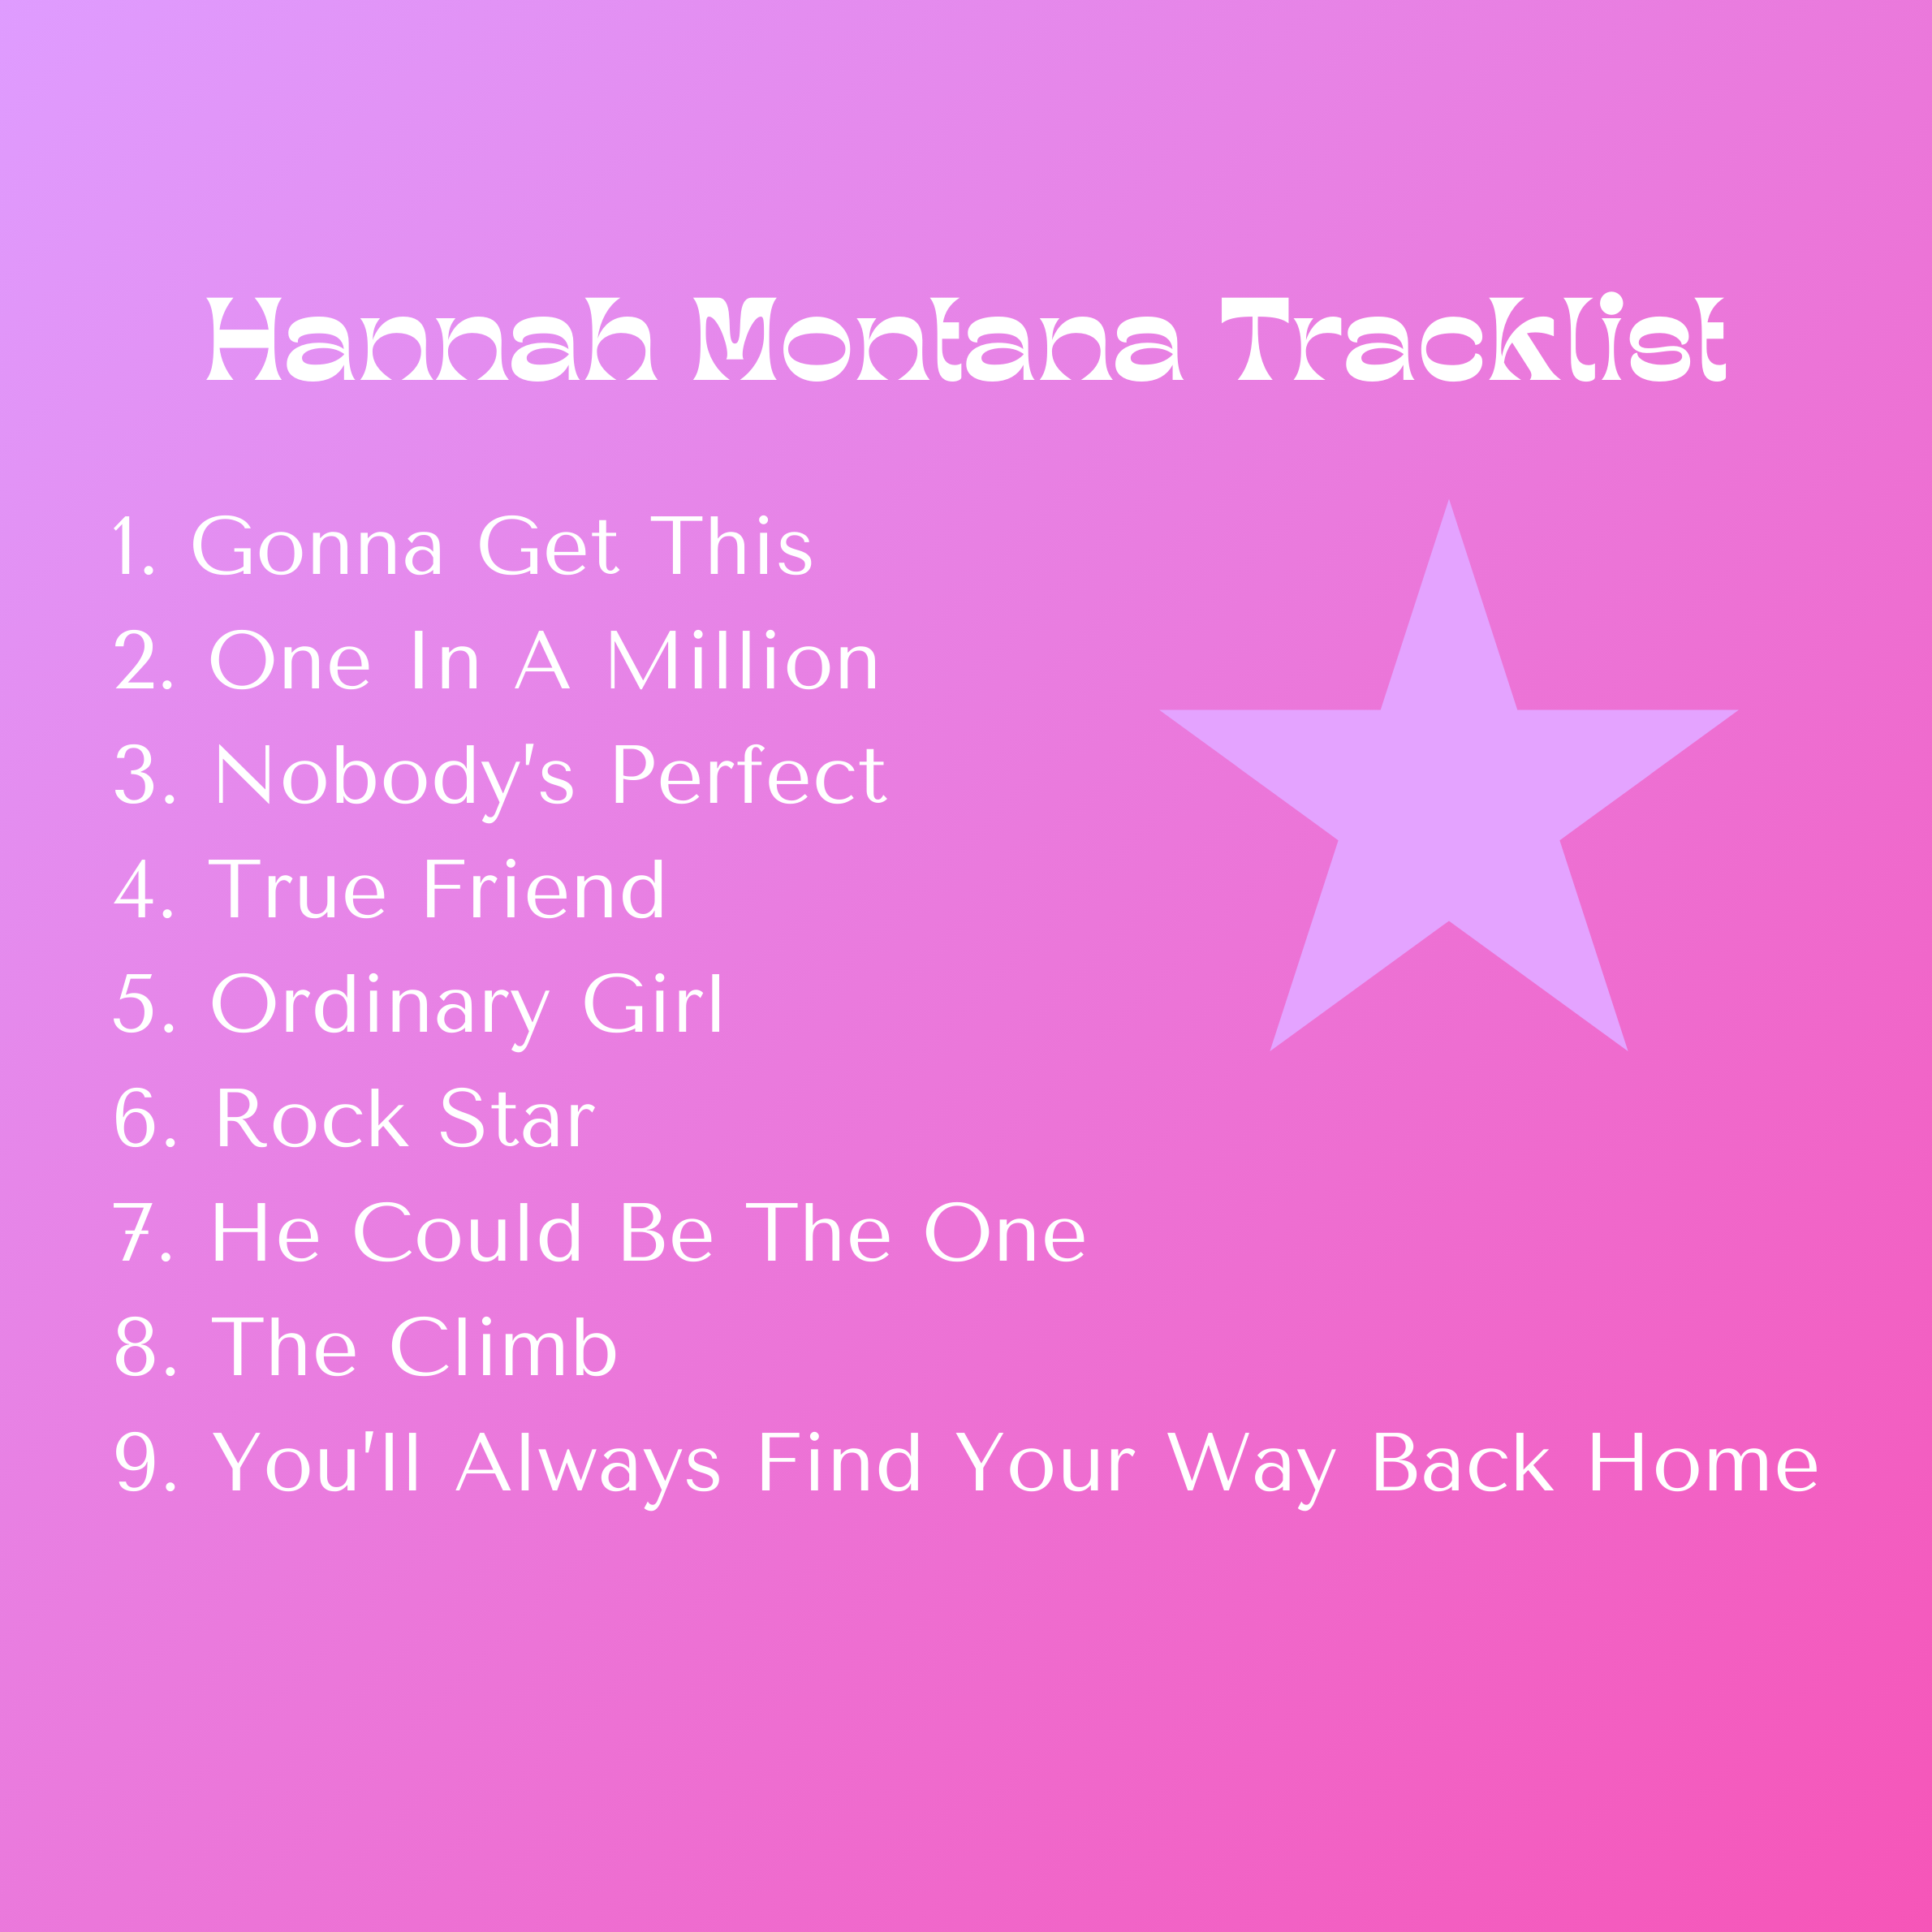 Hannah Montana Tracklist
1. Gonna Get This
2. One In A Million
3. Nobody's Perfect
4. True Friend
5. Ordinary Girl
6. Rock Star
7. He Could Be The One
8. The Climb
9. You'll Always Find Your Way Back Home